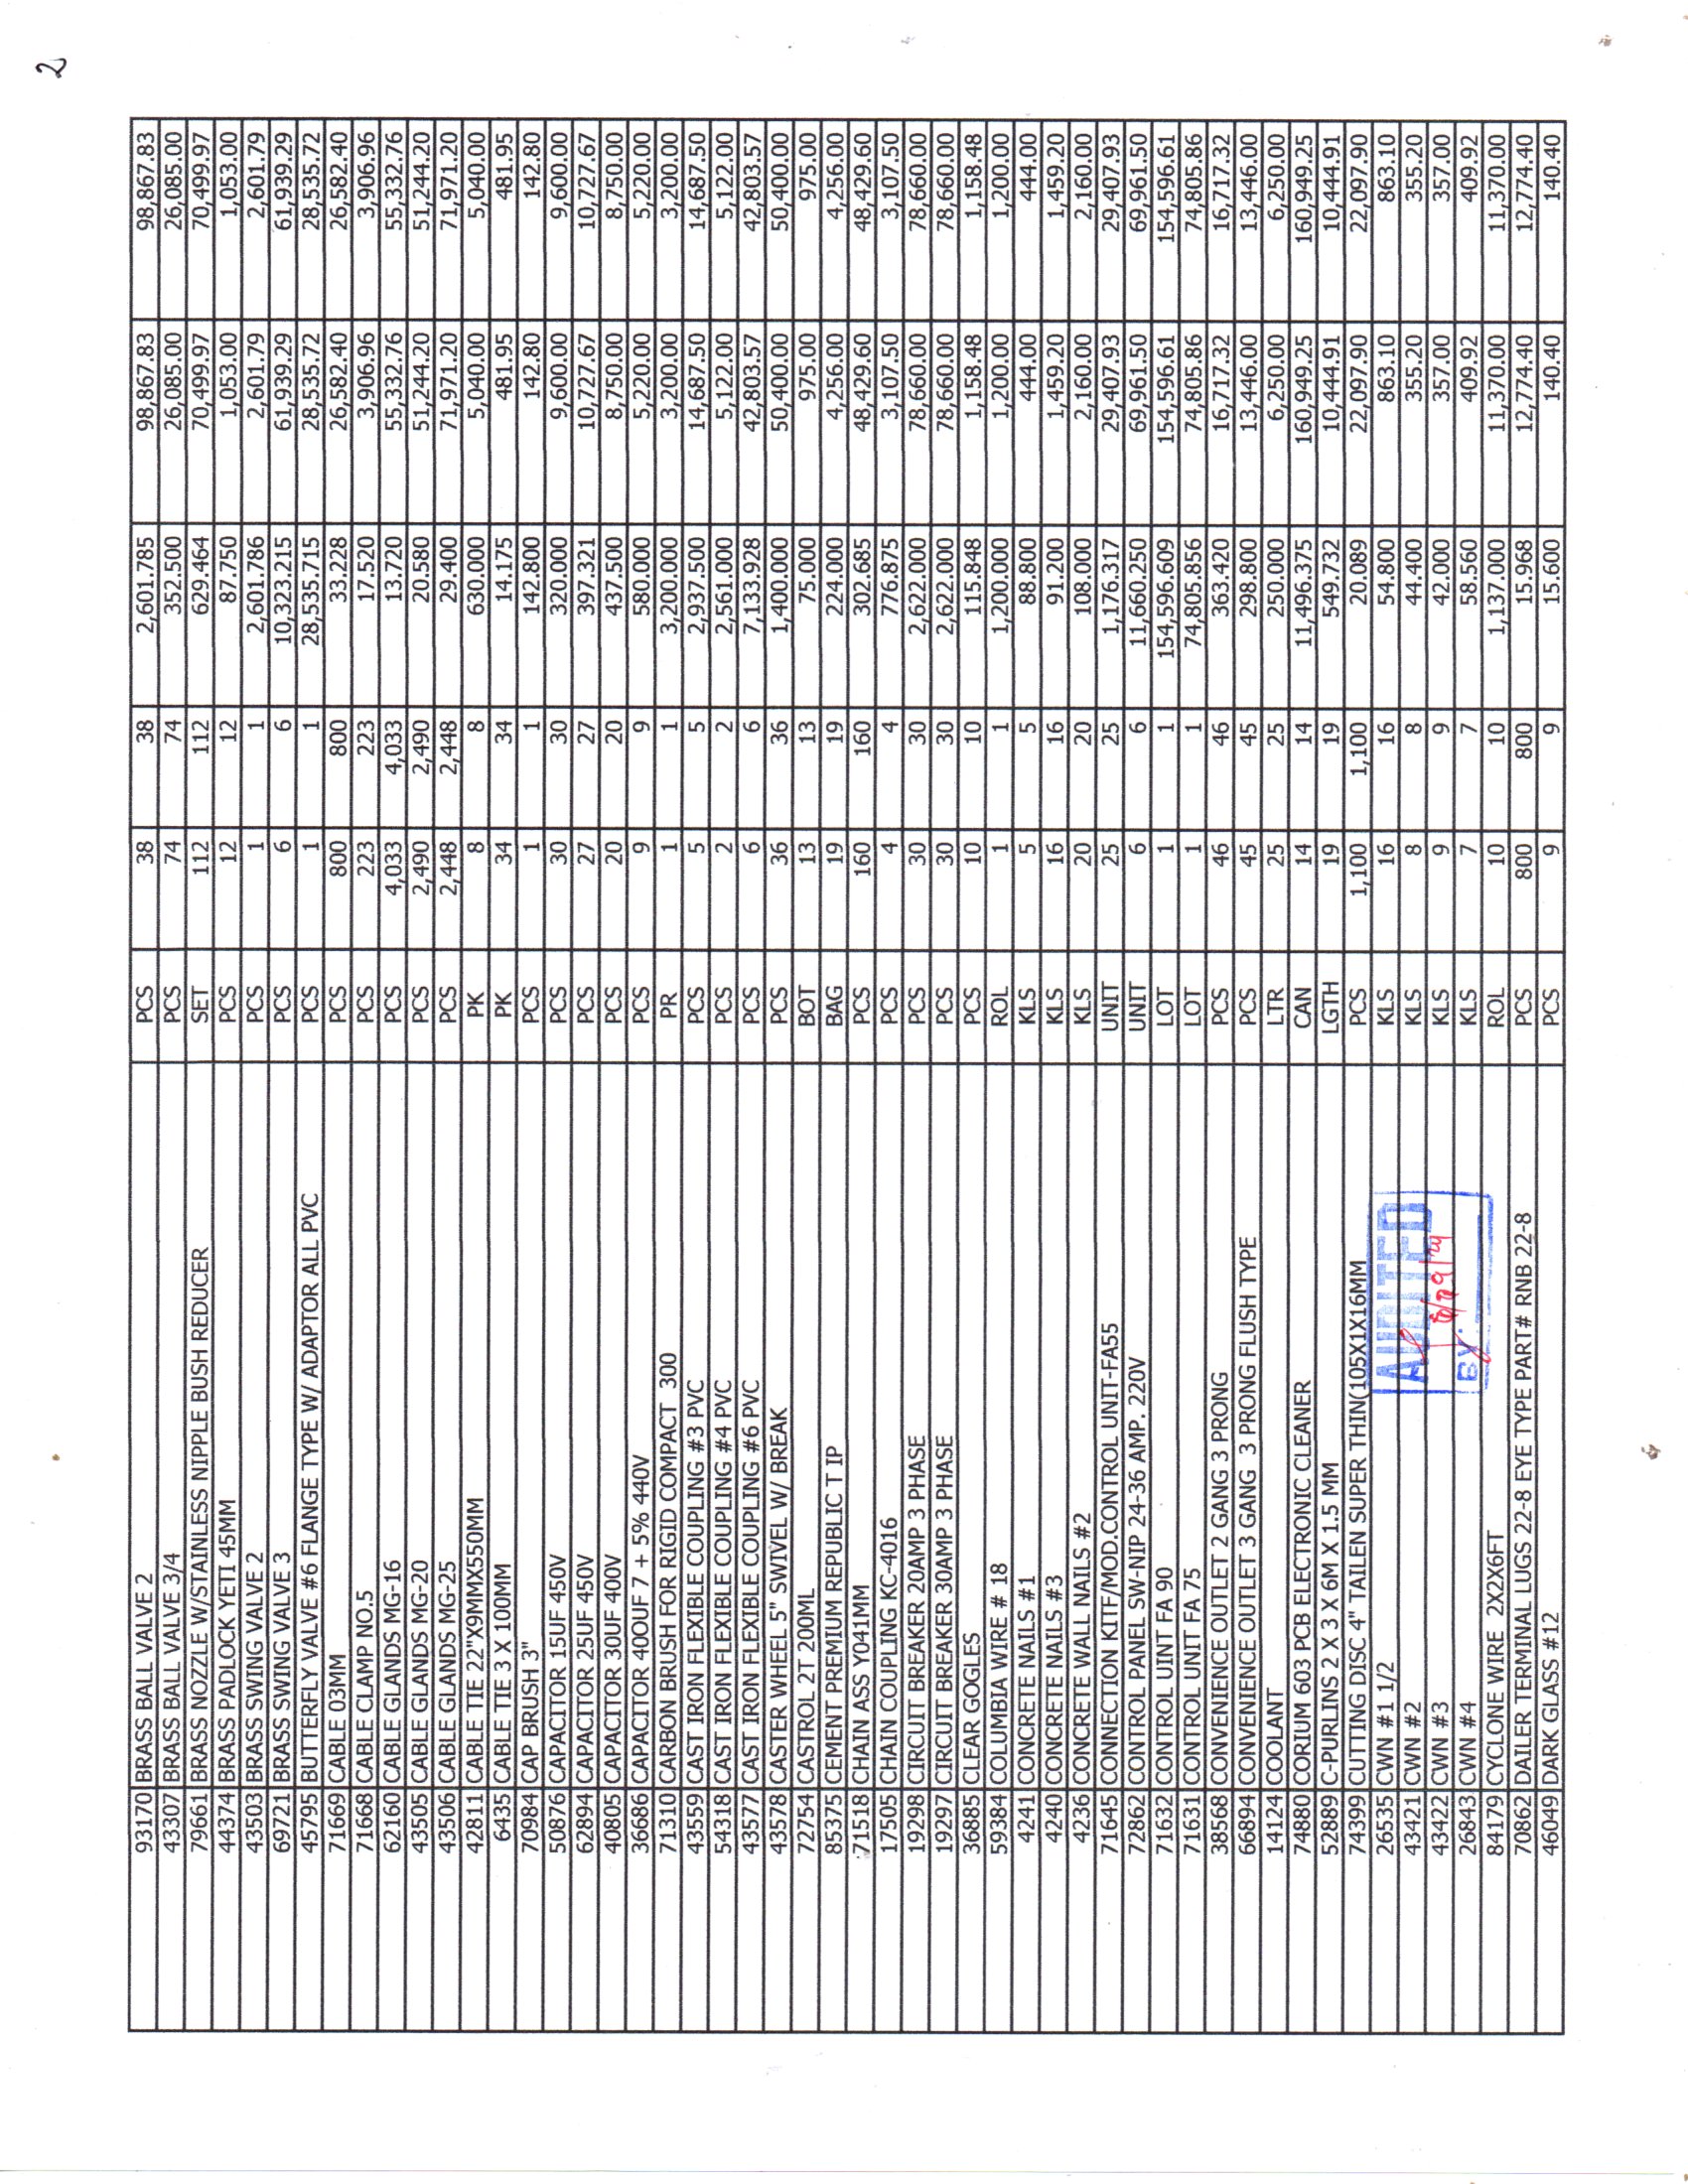 2
93170 BRASS BALL VALVE 2 PCS 38 38 2,601.785 98,867.83 98,867.83
43307 BRASS BALL VALVE 3/4 PCS 74 74 352.500 26,085.00 26,085.00
79661 BRASS NOZZLE W/STAINLESS NIPPLE BUSH REDUCER SET 112 112 629.464 70,499.97 70,499.97
44374 BRASS PADLOCK YETI 45MM PCS 12 12 87.750 1,053.00 1,053.00
43503 BRASS SWING VALVE 2 PCS 1 1 2,601.786 2,601.79 2,601.79
69721 BRASS SWING VALVE 3 PCS 6 6 10,323.215 61,939.29 61,939.29
45795 BUTTERFLY VALVE #6 FLANGE TYPE W/ ADAPTOR ALL PVC PCS 1 1 28,535.715 28,535.72 28,535.72
71669 CABLE 03MM PCS 800 800 33.228 26,582.40 26,582.40
71668 CABLE CLAMP NO.5 PCS 223 223 17.520 3,906.96 3,906.96
62160 CABLE GLANDS MG-16 PCS 4,033 4,033 13.720 55,332.76 55,332.76
43505 CABLE GLANDS MG-20 PCS 2,490 2,490 20.580 51,244.20 51,244.20
43506 CABLE GLANDS MG-25 PCS 2,448 2,448 29.400 71,971.20 71,971.20
42811 CABLE TIE 22"X9MMX550MM PK 8 8 630.000 5,040.00 5,040.00
6435 CABLE TIE 3 X 100MM PK 34 34 14.175 481.95 481.95
70984 CAP BRUSH 3" PCS 1 1 142.800 142.80 142.80
50876 CAPACITOR 15UF 450V PCS 30 30 320.000 9,600.00 9,600.00
62894 CAPACITOR 25UF 450V PCS 27 27 397.321 10,727.67 10,727.67
40805 CAPACITOR 30UF 400V PCS 20 20 437.500 8,750.00 8,750.00
36686 CAPACITOR 40OUF 7 + 5% 440V PCS 9 9 580.000 5,220.00 5,220.00
71310 CARBON BRUSH FOR RIGID COMPACT 300 PR 1 1 3,200.000 3,200.00 3,200.00
43559 CAST IRON FLEXIBLE COUPLING #3 PVC PCS 5 5 2,937.500 14,687.50 14,687.50
54318 CAST IRON FLEXIBLE COUPLING #4 PVC PCS 2 2 2,561.000 5,122.00 5,122.00
43577 CAST IRON FLEXIBLE COUPLING #6 PVC PCS 6 6 7,133.928 42,803.57 42,803.57
43578 CASTER WHEEL 5" SWIVEL W/ BREAK PCS 36 36 1,400.000 50,400.00 50,400.00
72754 CASTROL 2T 200ML BOT 13 13 75.000 975.00 975.00
85375 CEMENT PREMIUM REPUBLIC T IP BAG 19 19 224.000 4,256.00 4,256.00
71518 CHAIN ASS Y041MM PCS 160 160 302.685 48,429.60 48,429.60
17505 CHAIN COUPLING KC-4016 PCS 4 4 776.875 3,107.50 3,107.50
19298 CIRCUIT BREAKER 20AMP 3 PHASE PCS 30 30 2,622.000 78,660.00 78,660.00
19297 CIRCUIT BREAKER 30AMP 3 PHASE PCS 30 30 2,622.000 78,660.00 78,660.00
36885 CLEAR GOGLES PCS 10 10 115.848 1,158.48 1,158.48
59384 COLUMBIA WIRE # 18 ROL 1 1 1,200.000 1,200.00 1,200.00
4241 CONCRETE NAILS #1 KLS 5 5 88.800 444.00 444.00
4240 CONCRETE NAILS #3 KLS 16 16 91.200 1,459.20 1,459.20
4236 CONCRETE WALL NAILS #2 KLS 20 20 108.000 2,160.00 2,160.00
71645 CONNECTION KITF/MOD.CONTROL UNIT-FA55 UNIT 25 25 1,176.317 29,407.93 29,407.93
72862 CONTROL PANEL SW-NIP 24-36 AMP. 220V UNIT 6 6 11,660.250 69,961.50 69,961.50
71632 CONTROL UINT FA 90 LOT 1 1 154,596.609 154,596.61 154,596.61
71631 CONTROL UNIT FA 75 LOT 1 1 74,805.856 74,805.86 74,805.86
38568 CONVENIENCE OUTLET 2 GANG 3 PRONG PCS 46 46 363.420 16,717.32 16,717.32
66894 CONVENIENCE OUTLET 3 GANG 3 PRONG FLUSH TYPE PCS 45 45 298.800 13,446.00 13,446.00
14124 COOLANT LTR 25 25 250.000 6,250.00 6,250.00
74880 CORIUM 603 PCB ELECTRONIC CLEANER CAN 14 14 11,496.375 160,949.25 160,949.25
52889 C-PURLINS 2 X 3 X 6M X 1.5 MM LGTH 19 19 549.732 10,444.91 10,444.91
74399 CUTTING DISC 4" TAILEN SUPER THIN(105X1X16MM PCS 1,100 1,100 20.089 22,097.90 22,097.90
26535 CWN #1 1/2 KLS 16 16 54.800 863.10 863.10
43421 CWN #2 KLS 8 8 44.400 355.20 355.20
43422 CWN #3 KLS 9 9 42.000 357.00 357.00
26843 CWN #4 KLS 7 7 58.560 409.92 409.92
84179 CYCLONE WIRE 2X2X6FT ROL 10 10 1,137.000 11,370.00 11,370.00
70862 DAILER TERMINAL LUGS 22-8 EYE TYPE PART# RNB 22-8 PCS 800 800 15.968 12,774.40 12,774.40
46049 DARK GLASS #12 PCS 9 9 15.600 140.40 140.40
AUDITED
BY: